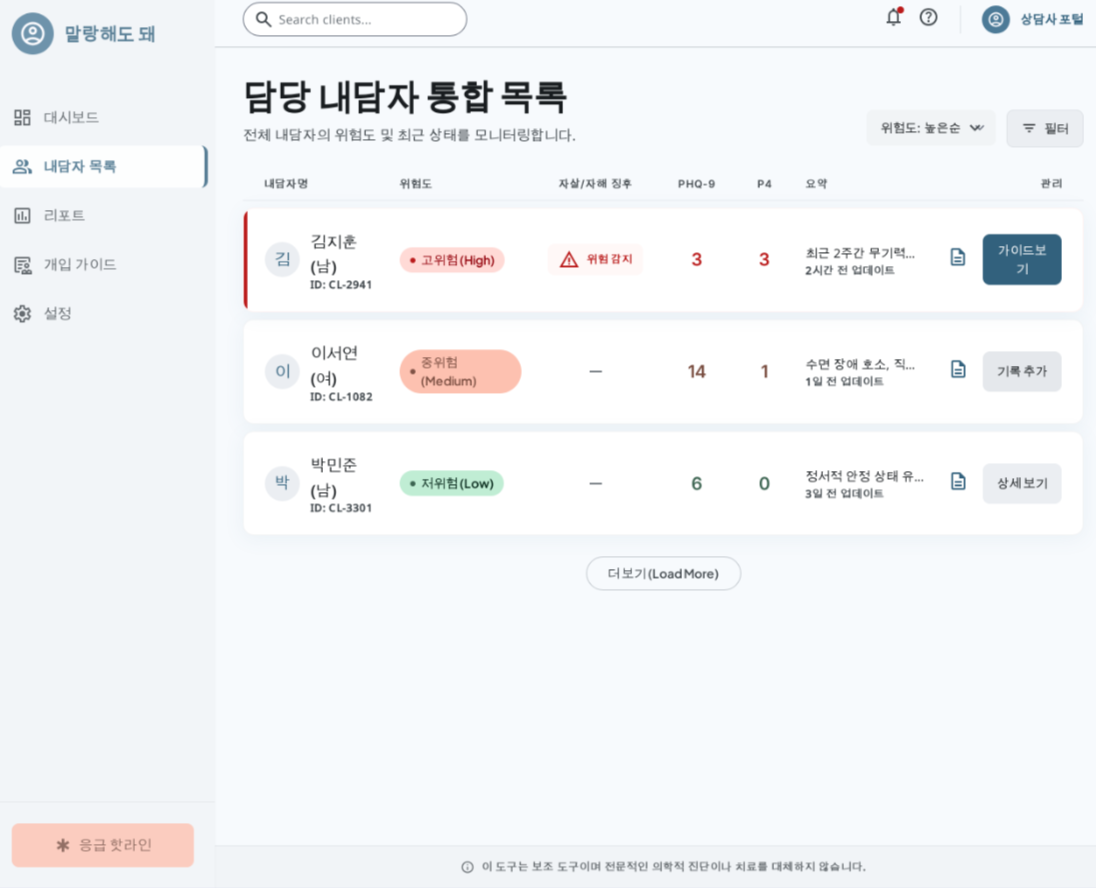 말랑해도 돼
Search clients...
상담사 포털
대시보드
내담자 목록
리포트
개입 가이드
설정
응급 핫라인
담당 내담자 통합 목록
전체 내담자의 위험도 및 최근 상태를 모니터링합니다.
위험도: 높은순
필터
내담자명 위험도 자살/자해 징후 PHQ-9 P4 요약 관리
김
김지훈
(남)
ID: CL-2941
고위험(High)
위험 감지
3
3
최근 2주간 무기력...
2시간 전 업데이트
가이드보
기
이
이서연
(여)
ID: CL-1082
중위험
(Medium)
—
14
1
수면 장애 호소, 직...
1일 전 업데이트
기록 추가
박
박민준
(남)
ID: CL-3301
저위험(Low)
—
6
0
정서적 안정 상태 유...
3일 전 업데이트
상세보기
더보기(Load More)
이 도구는 보조 도구이며 전문적인 의학적 진단이나 치료를 대체하지 않습니다.